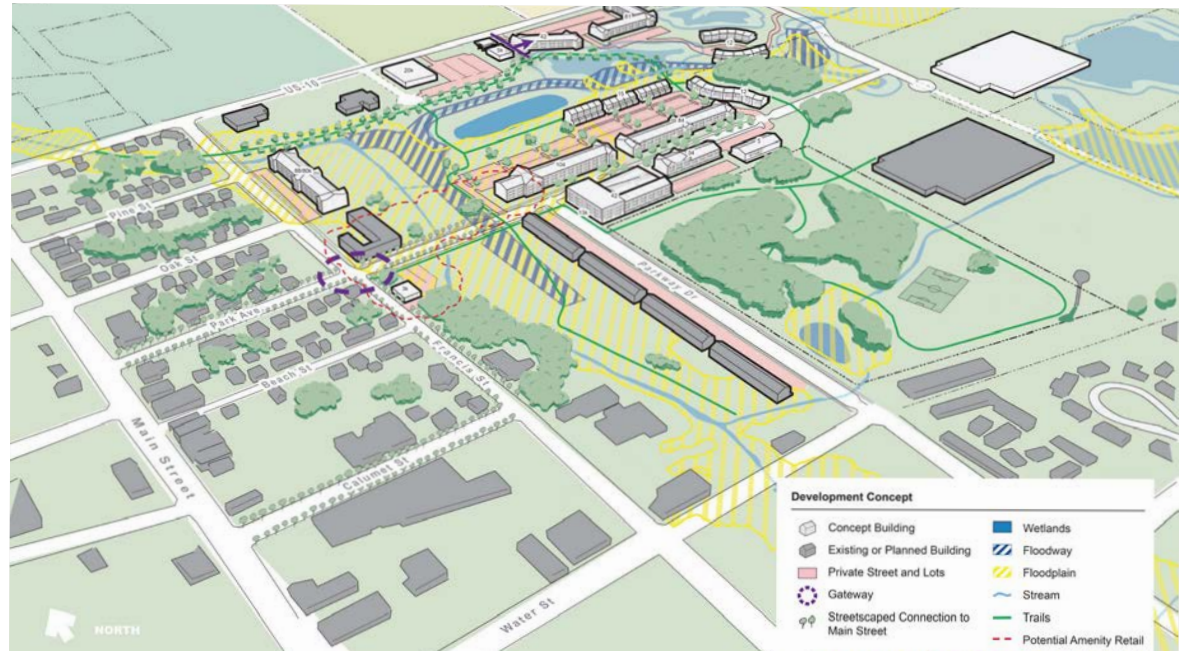 US-10
Pine St
Oak St
Park Ave
Beach St
Francis St
Parkway Dr
Main Street
Calumet St
Water St
NORTH
Development Concept
Concept Building
Existing or Planned Building
Private Street and Lots
Gateway
Streetscaped Connection to
Main Street
Wetlands
Floodway
Floodplain
Stream
Trails
Potential Amenity Retail